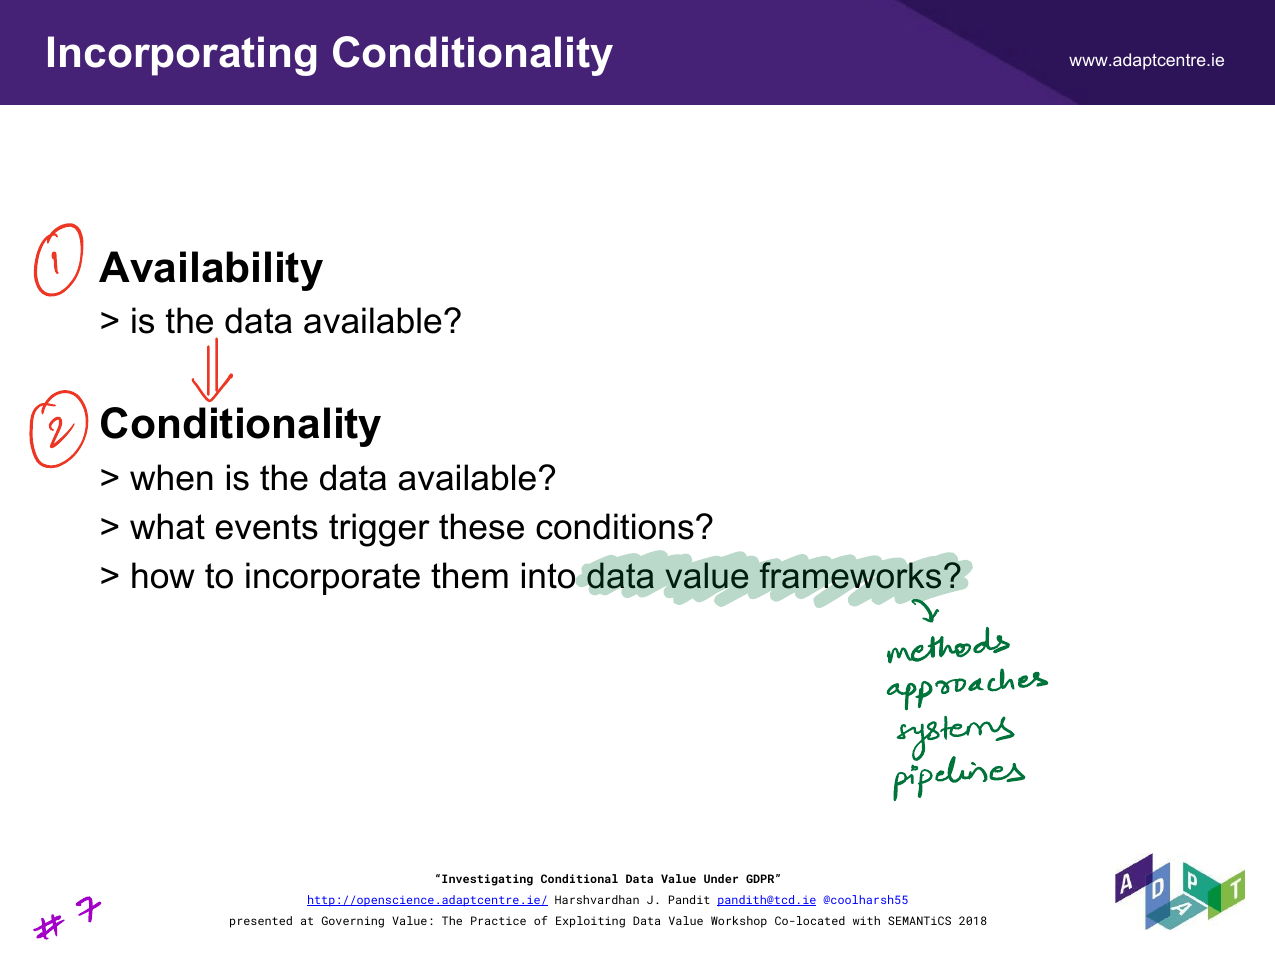 Incorporating Conditionality
www.adaptcentre.ie
1
Availability
> is the data available?
2
Conditionality
> when is the data available?
> what events trigger these conditions?
> how to incorporate them into data value frameworks?
methods
approaches
systems
pipelines
“Investigating Conditional Data Value Under GDPR”
http://openscience.adaptcentre.ie/ Harshvardhan J. Pandit pandith@tcd.ie @coolharsh55
presented at Governing Value: The Practice of Exploiting Data Value Workshop Co-located with SEMANTiCS 2018
# 7
ADAPT